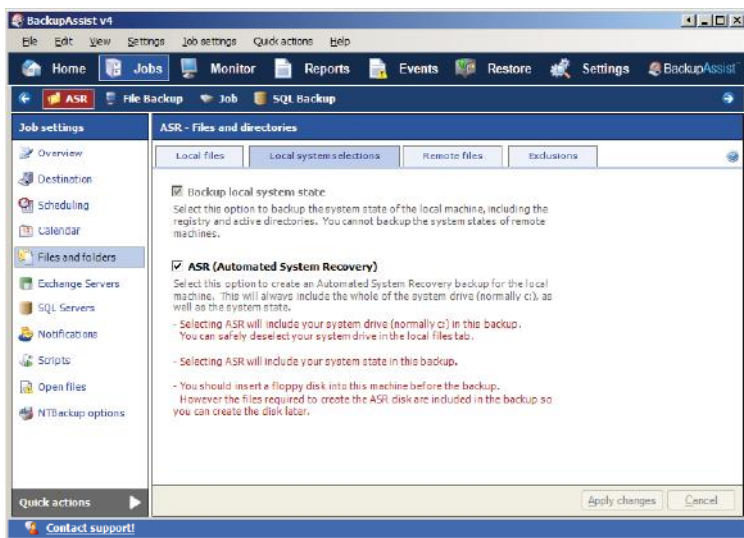 BackupAssist v4
File Edit View Settings Job settings Quick actions Help
Home Jobs Monitor Reports Events Restore Settings BackupAssist
ASR File Backup Job SQL Backup
Job settings
ASR - Files and directories
Overview
Destination
Scheduling
Calendar
Files and folders
Exchange Servers
SQL Servers
Notifications
Scripts
Open files
NTBackup options
Local files Local system selections Remote files Exclusions
Backup local system state
Select this option to backup the system state of the local machine, including the
registry and active directories. You cannot backup the system states of remote
machines.
ASR (Automated System Recovery)
Select this option to create an Automated System Recovery backup for the local
machine. This will always include the whole of the system drive (normally c:), as
well as the system state.
- Selecting ASR will include your system drive (normally c:) in this backup.
You can safely deselect your system drive in the local files tab.
- Selecting ASR will include your system state in this backup.
- You should insert a floppy disk into this machine before the backup.
However the files required to create the ASR disk are included in the backup so
you can create the disk later.
Quick actions
Apply changes Cancel
Contact support!